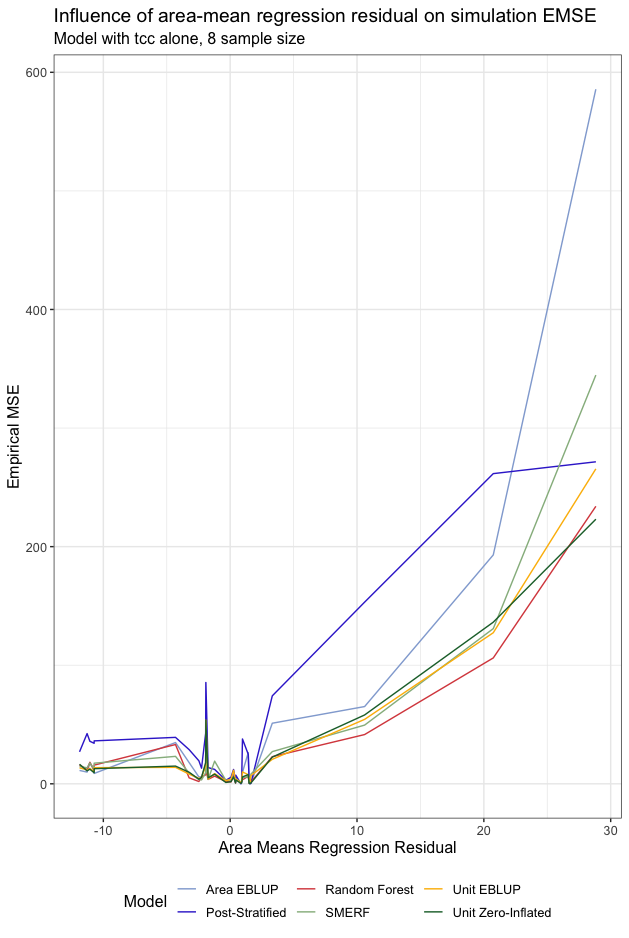 Influence of area-mean regression residual on simulation EMSE
Model with tcc alone, 8 sample size
Empirical MSE
600
400
200
0
-10 0 10 20 30
Area Means Regression Residual
Model
Area EBLUP Random Forest Unit EBLUP
Post-Stratified SMERF Unit Zero-Inflated